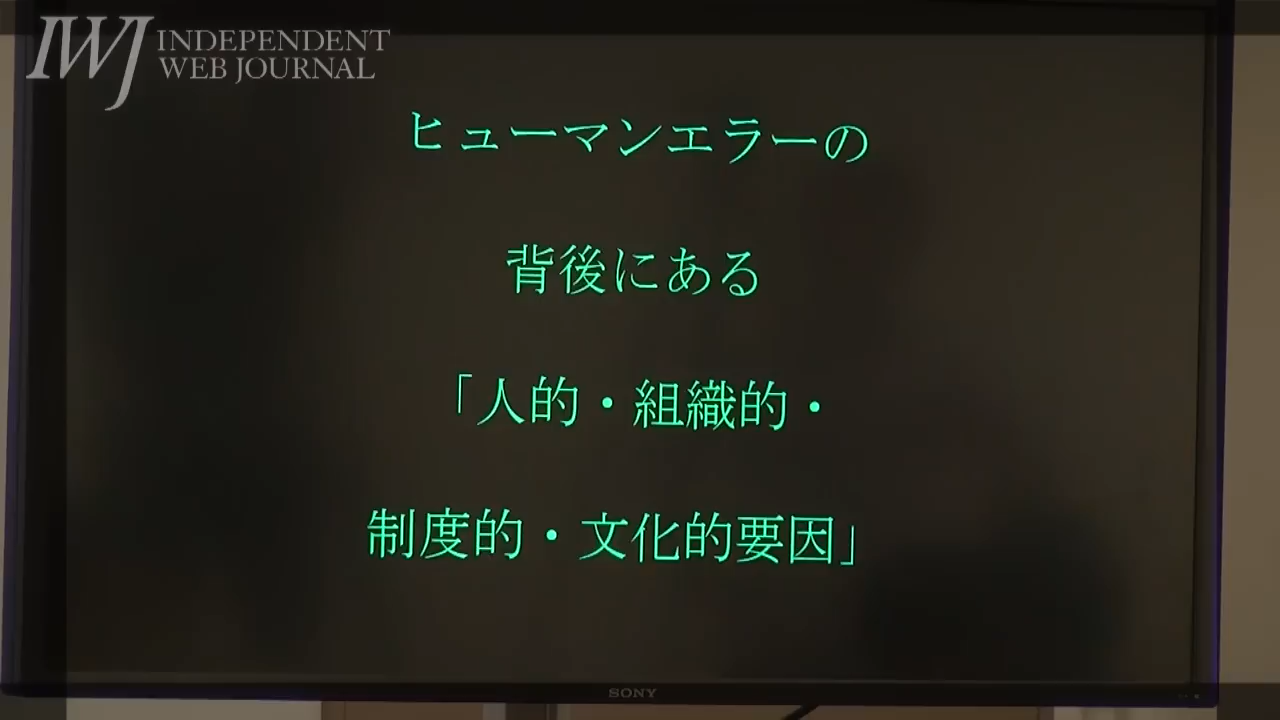 IWJ INDEPENDENT
WEB JOURNAL
ヒューマンエラーの
背後にある
「人的・組織的・
制度的・文化的要因」
SONY